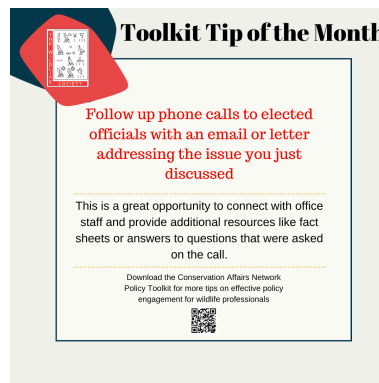 Toolkit Tip of the Month
THE WILDLIFE
SOCIETY
Follow up phone calls to elected
officials with an email or letter
addressing the issue you just
discussed
This is a great opportunity to connect with office
staff and provide additional resources like fact
sheets or answers to questions that were asked
on the call.
Download the Conservation Affairs Network
Policy Toolkit for more tips on effective policy
engagement for wildlife professionals